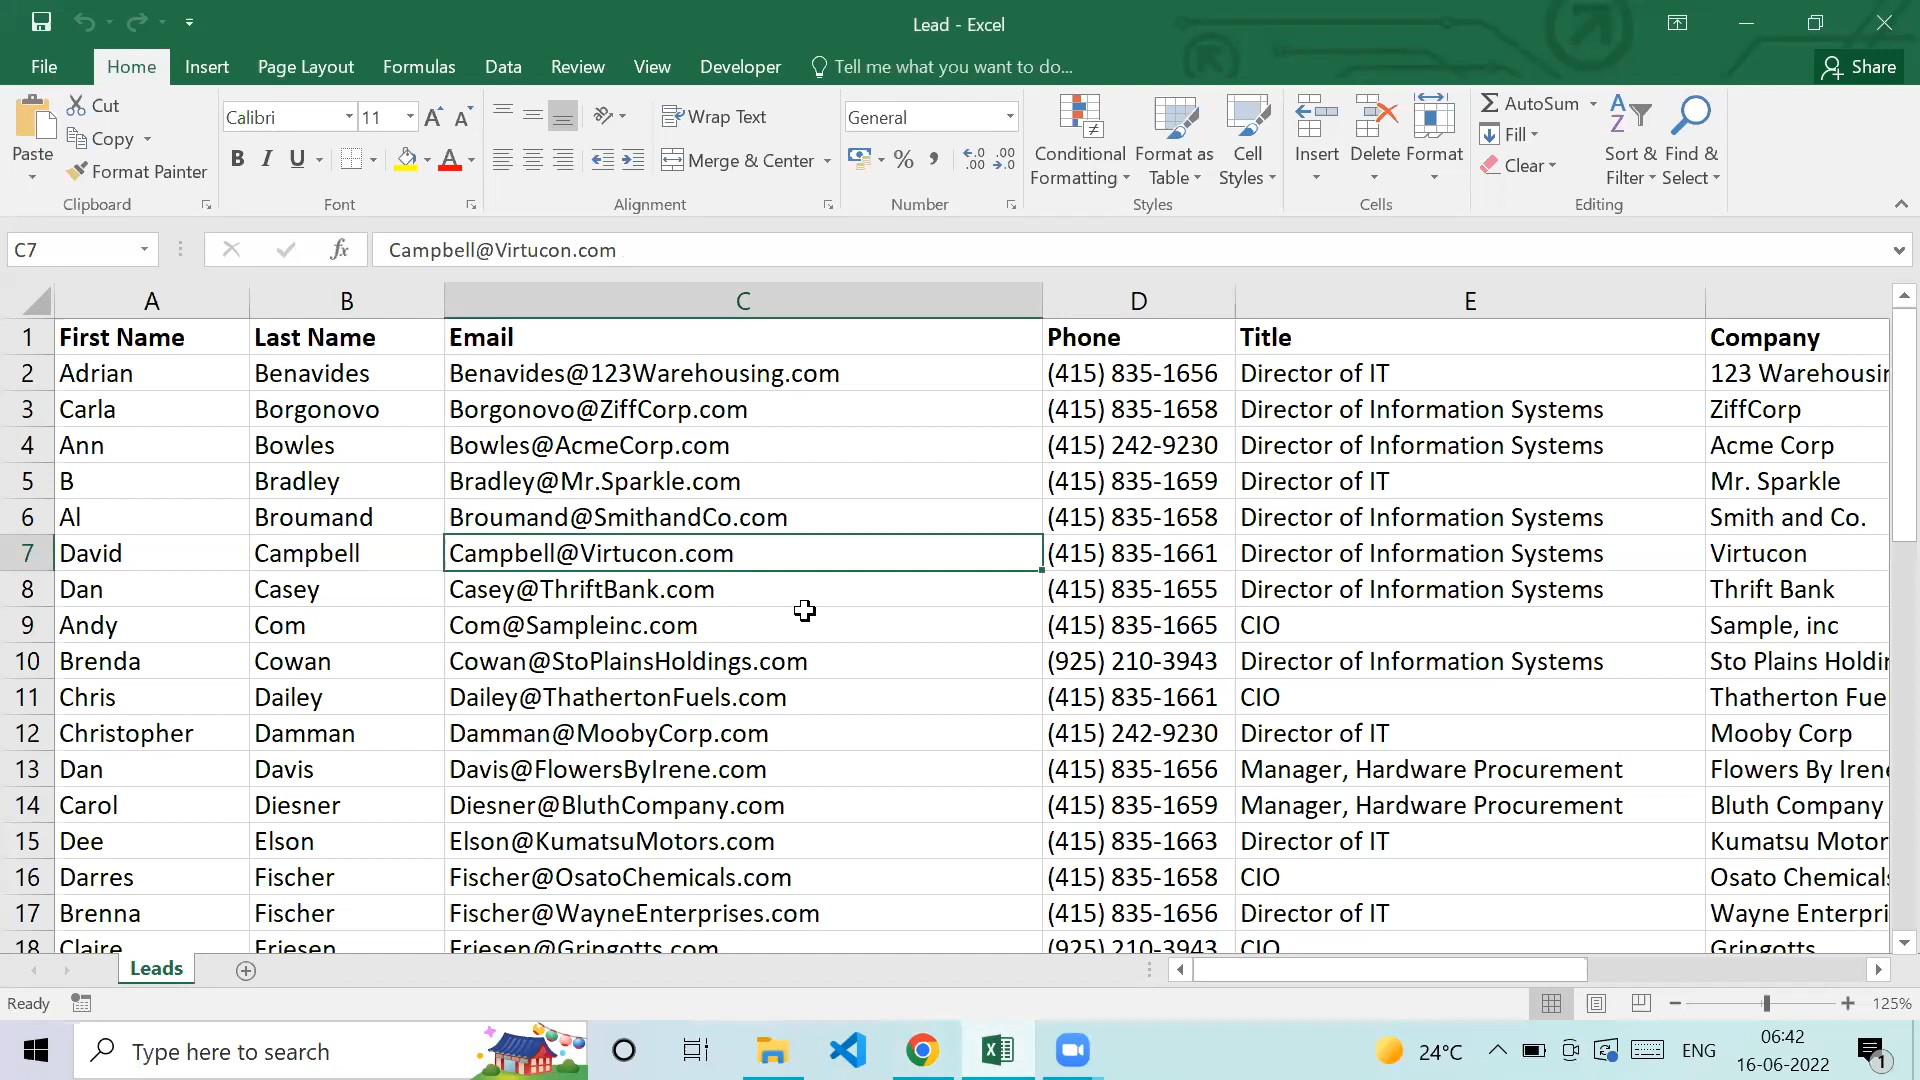 Lead - Excel
File Home Insert Page Layout Formulas Data Review View Developer Tell me what you want to do... Share
Paste
Cut
Copy
Format Painter
Clipboard
Calibri 11
B I U
Font
Wrap Text
Merge & Center
Alignment
General
Number
Conditional Formatting
Format as Table
Cell Styles
Styles
Insert Delete Format
Cells
AutoSum
Fill
Clear
Sort & Filter
Find & Select
Editing
C7 fx Campbell@Virtucon.com
A B C D E
1 First Name Last Name Email Phone Title Company
2 Adrian Benavides Benavides@123Warehousing.com (415) 835-1656 Director of IT 123 Warehousin
3 Carla Borgonovo Borgonovo@ZiffCorp.com (415) 835-1658 Director of Information Systems ZiffCorp
4 Ann Bowles Bowles@AcmeCorp.com (415) 242-9230 Director of Information Systems Acme Corp
5 B Bradley Bradley@Mr.Sparkle.com (415) 835-1659 Director of IT Mr. Sparkle
6 Al Broumand Broumand@SmithandCo.com (415) 835-1658 Director of Information Systems Smith and Co.
7 David Campbell Campbell@Virtucon.com (415) 835-1661 Director of Information Systems Virtucon
8 Dan Casey Casey@ThriftBank.com (415) 835-1655 Director of Information Systems Thrift Bank
9 Andy Com Com@Sampleinc.com (415) 835-1665 CIO Sample, inc
10 Brenda Cowan Cowan@StoPlainsHoldings.com (925) 210-3943 Director of Information Systems Sto Plains Holdin
11 Chris Dailey Dailey@ThathertonFuels.com (415) 835-1661 CIO Thatherton Fue
12 Christopher Damman Damman@MoobyCorp.com (415) 242-9230 Director of IT Mooby Corp
13 Dan Davis Davis@FlowersByIrene.com (415) 835-1656 Manager, Hardware Procurement Flowers By Irene
14 Carol Diesner Diesner@BluthCompany.com (415) 835-1659 Manager, Hardware Procurement Bluth Company
15 Dee Elson Elson@KumatsuMotors.com (415) 835-1663 Director of IT Kumatsu Motor
16 Darres Fischer Fischer@OsatoChemicals.com (415) 835-1658 CIO Osato Chemicals
17 Brenna Fischer Fischer@WayneEnterprises.com (415) 835-1656 Director of IT Wayne Enterpri
18 Claire Friesen Friesen@Gringotts.com (925) 210-3943 CIO Gringotts
Leads
Ready 125%
Type here to search 24°C ENG 06:42
16-06-2022 1